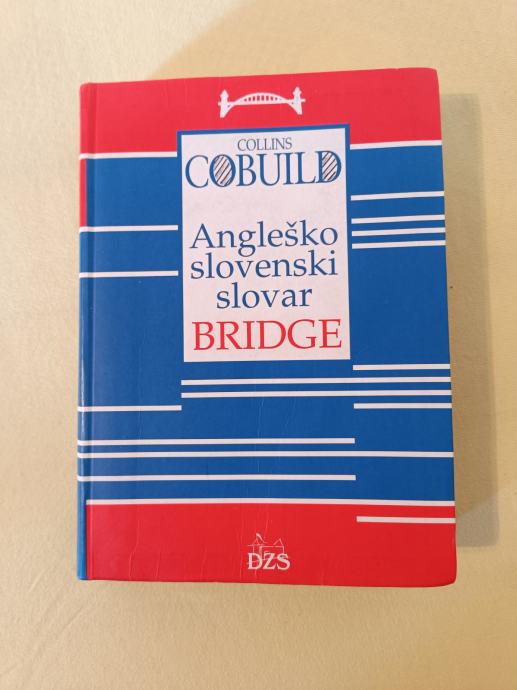 COLLINS
COBUILD
Angleško
slovenski
slovar
BRIDGE
DZS